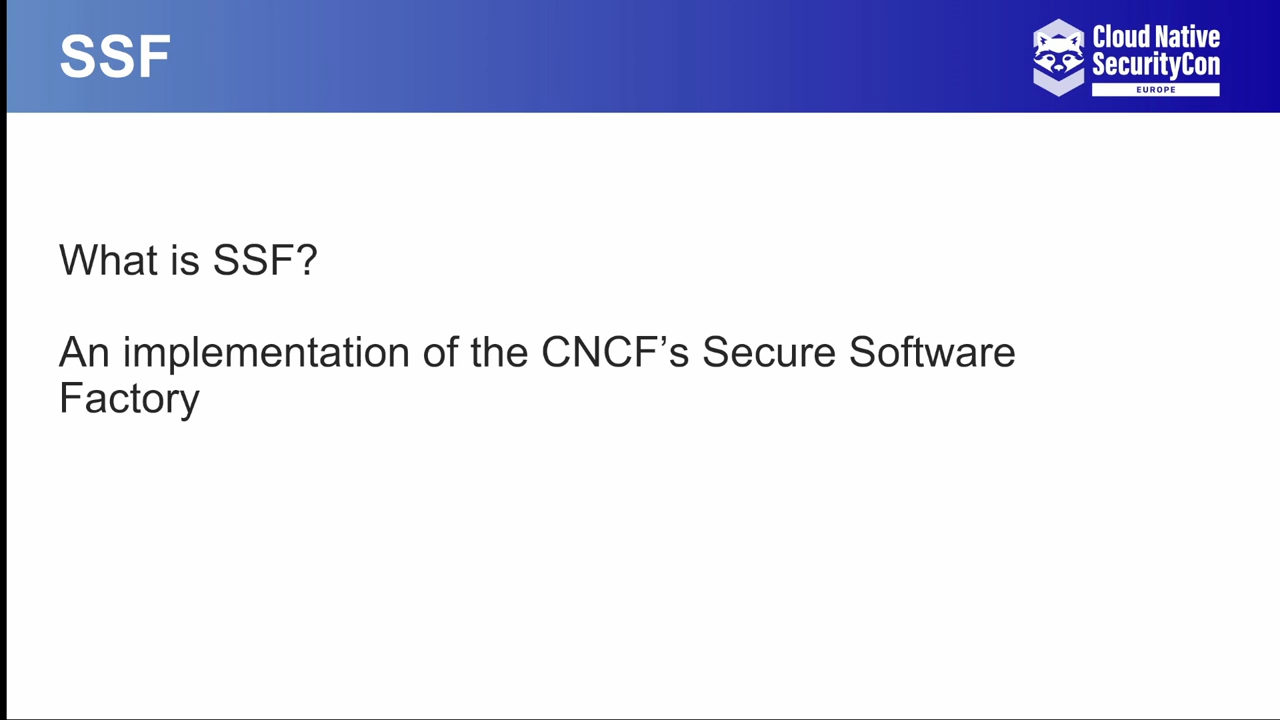 SSF
Cloud Native
SecurityCon
EUROPE
What is SSF?
An implementation of the CNCF’s Secure Software
Factory